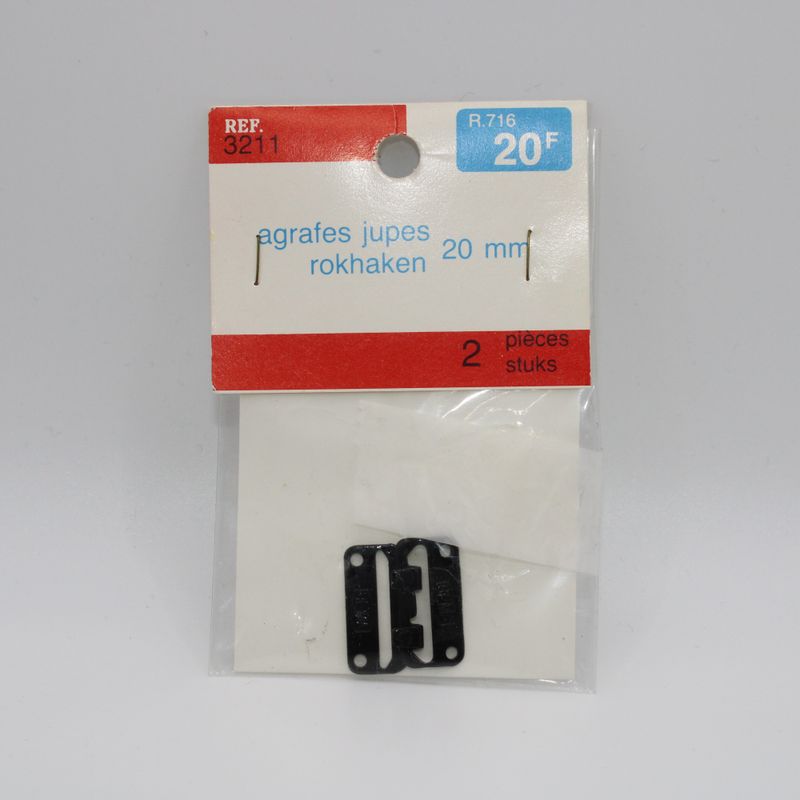 REF.
3211
R.716
20F
agrafes jupes
rokhaken
20 mm
2
pièces
stuks